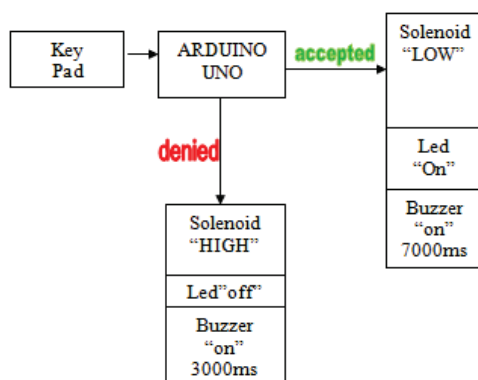 Key
Pad
ARDUINO
UNO
accepted
Solenoid
“LOW”
Led
“On”
Buzzer
“on”
7000ms
denied
Solenoid
“HIGH”
Led”off”
Buzzer
“on”
3000ms